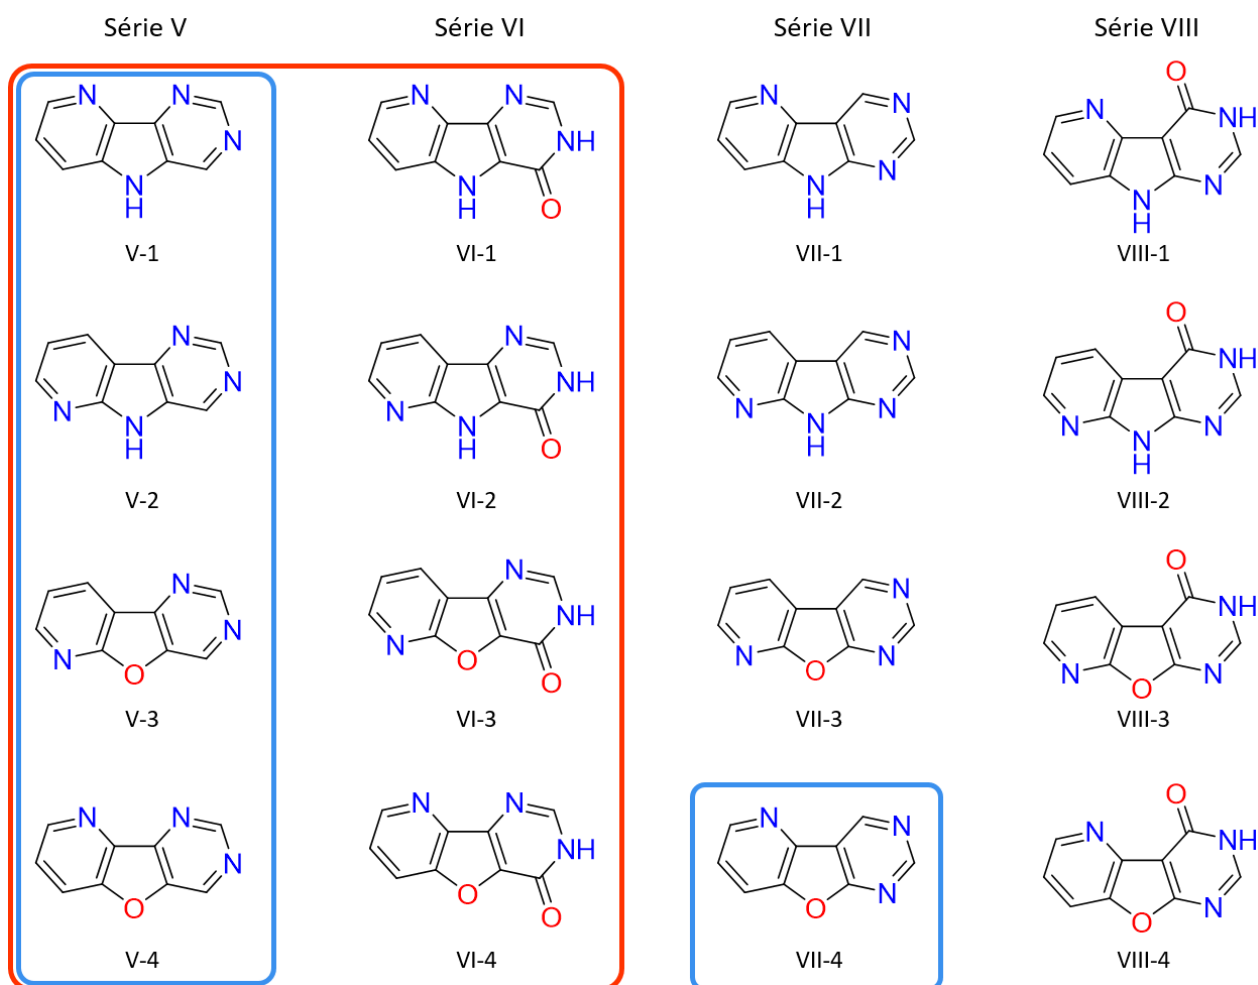 Série V Série VI Série VII Série VIII
O
N N N N N N N NH
N NH N
N H N H O N H N N H N
V-1 VI-1 VII-1 VIII-1
O
N N N NH
N NH
N N H N N H O N N H N N N H N
V-2 VI-2 VII-2 VIII-2
O
N N N NH
N NH
N O N O O N O N N O N
V-3 VI-3 VII-3 VIII-3
O
N N N N N N N NH
N NH
O O O O N O N
V-4 VI-4 VII-4 VIII-4